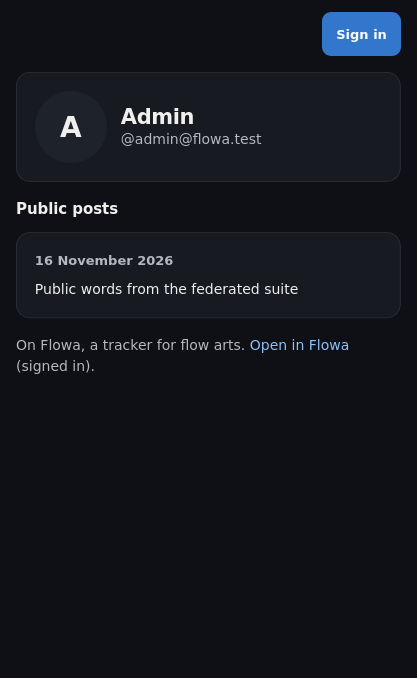 Sign in
A
Admin
@admin@flowa.test
Public posts
16 November 2026
Public words from the federated suite
On Flowa, a tracker for flow arts. Open in Flowa
(signed in).